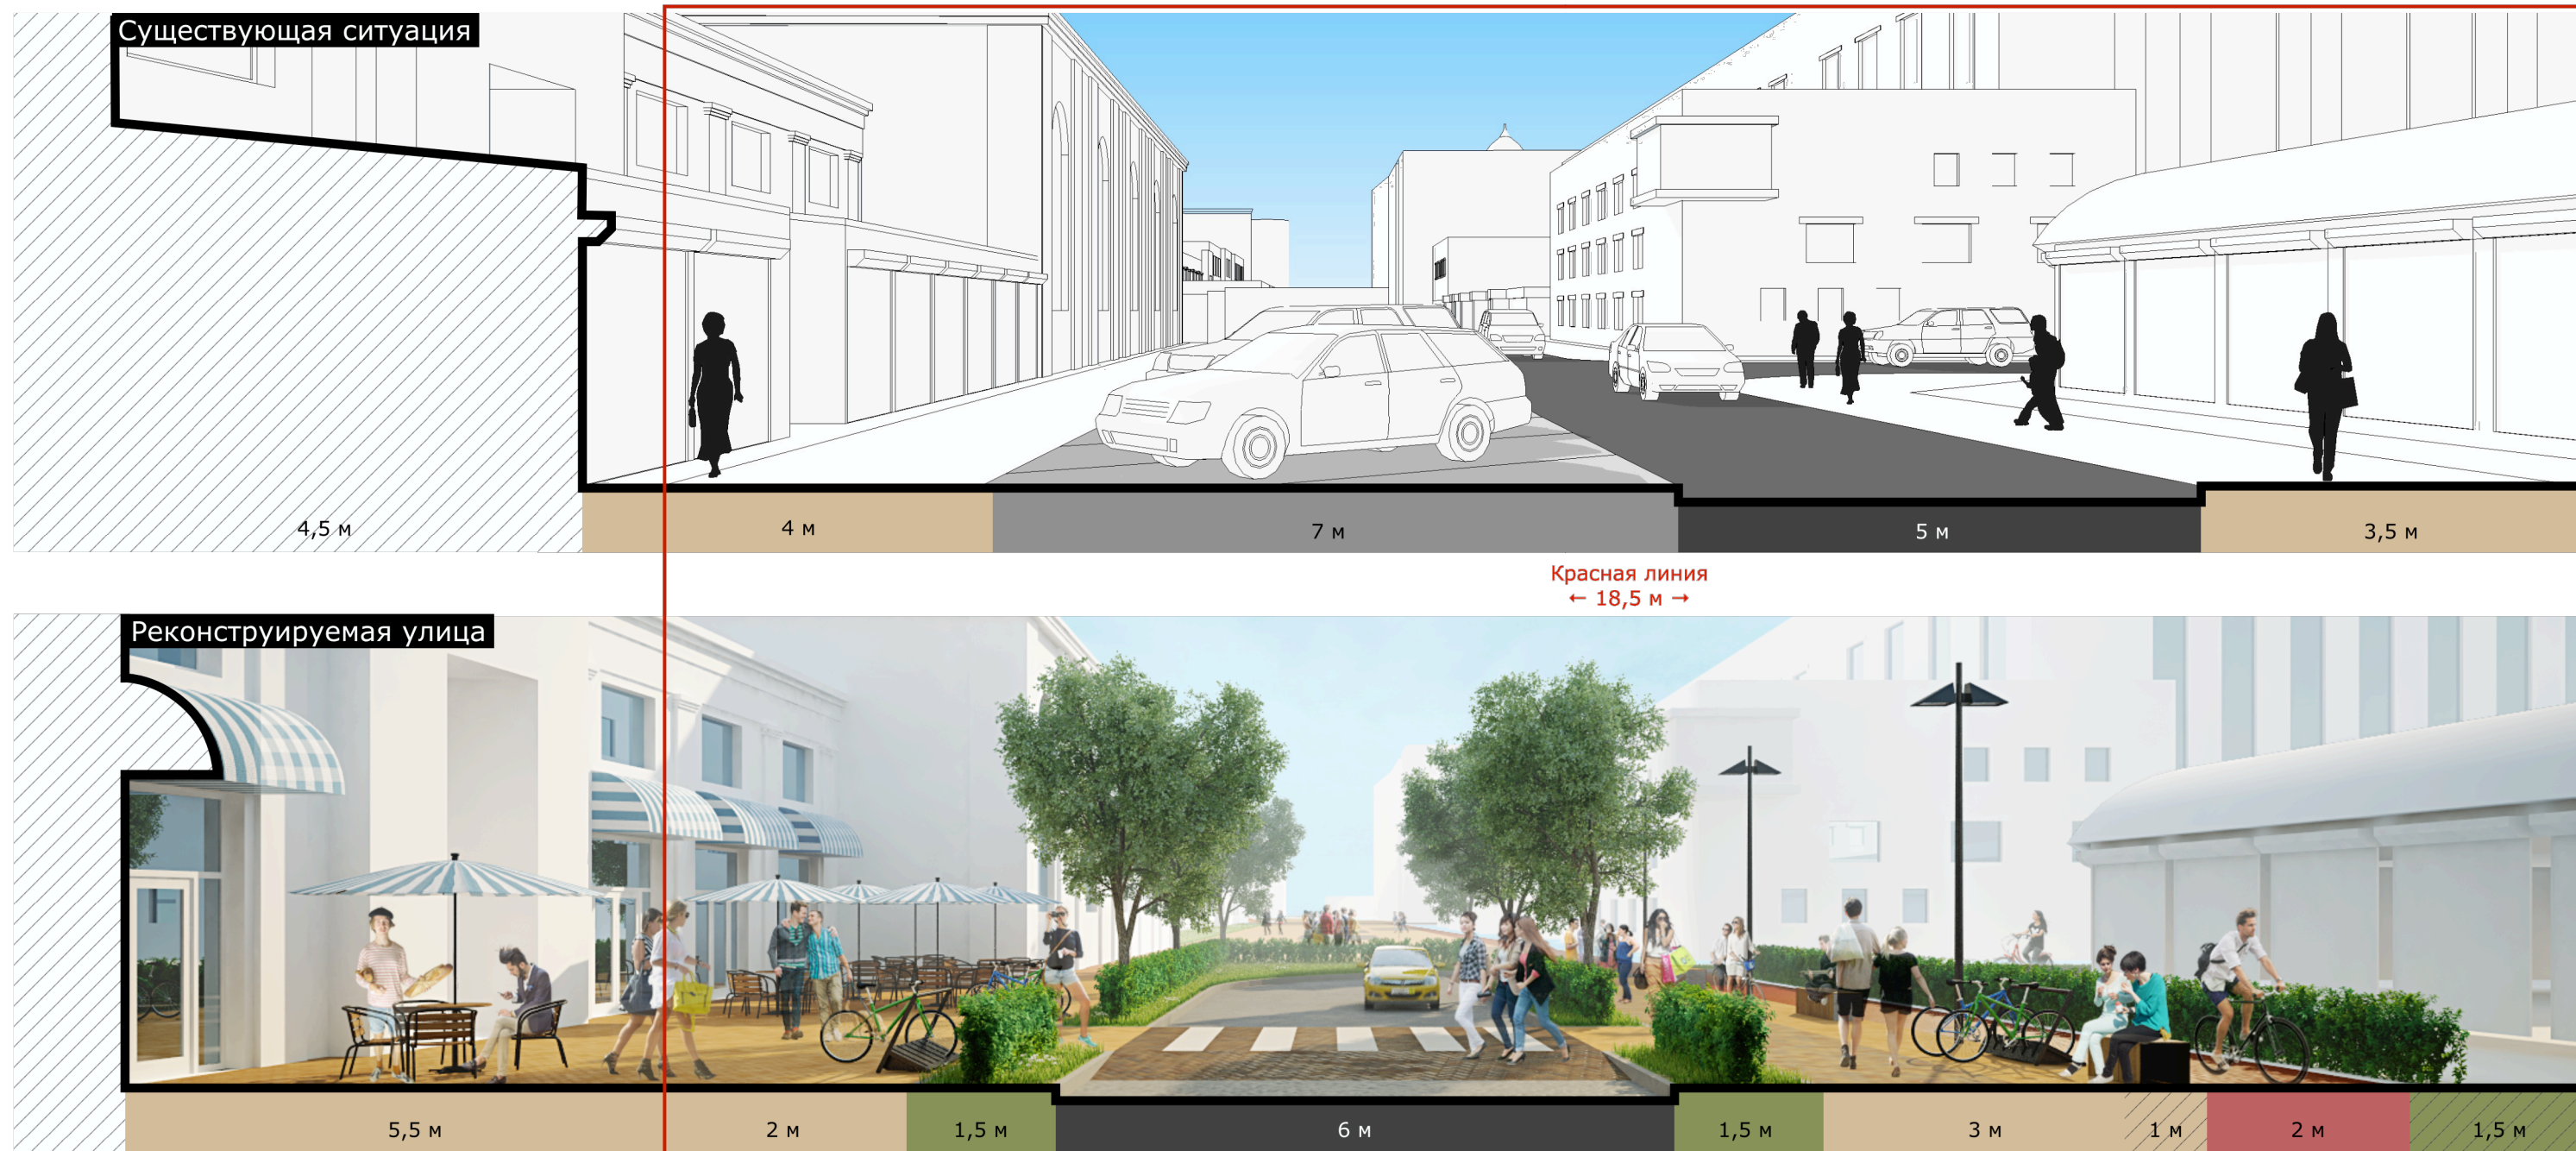 Существующая ситуация
4,5 м
4 м
7 м
5 м
3,5 м
Красная линия
← 18,5 м →
Реконструируемая улица
5,5 м
2 м
1,5 м
6 м
1,5 м
3 м
1 м
2 м
1,5 м